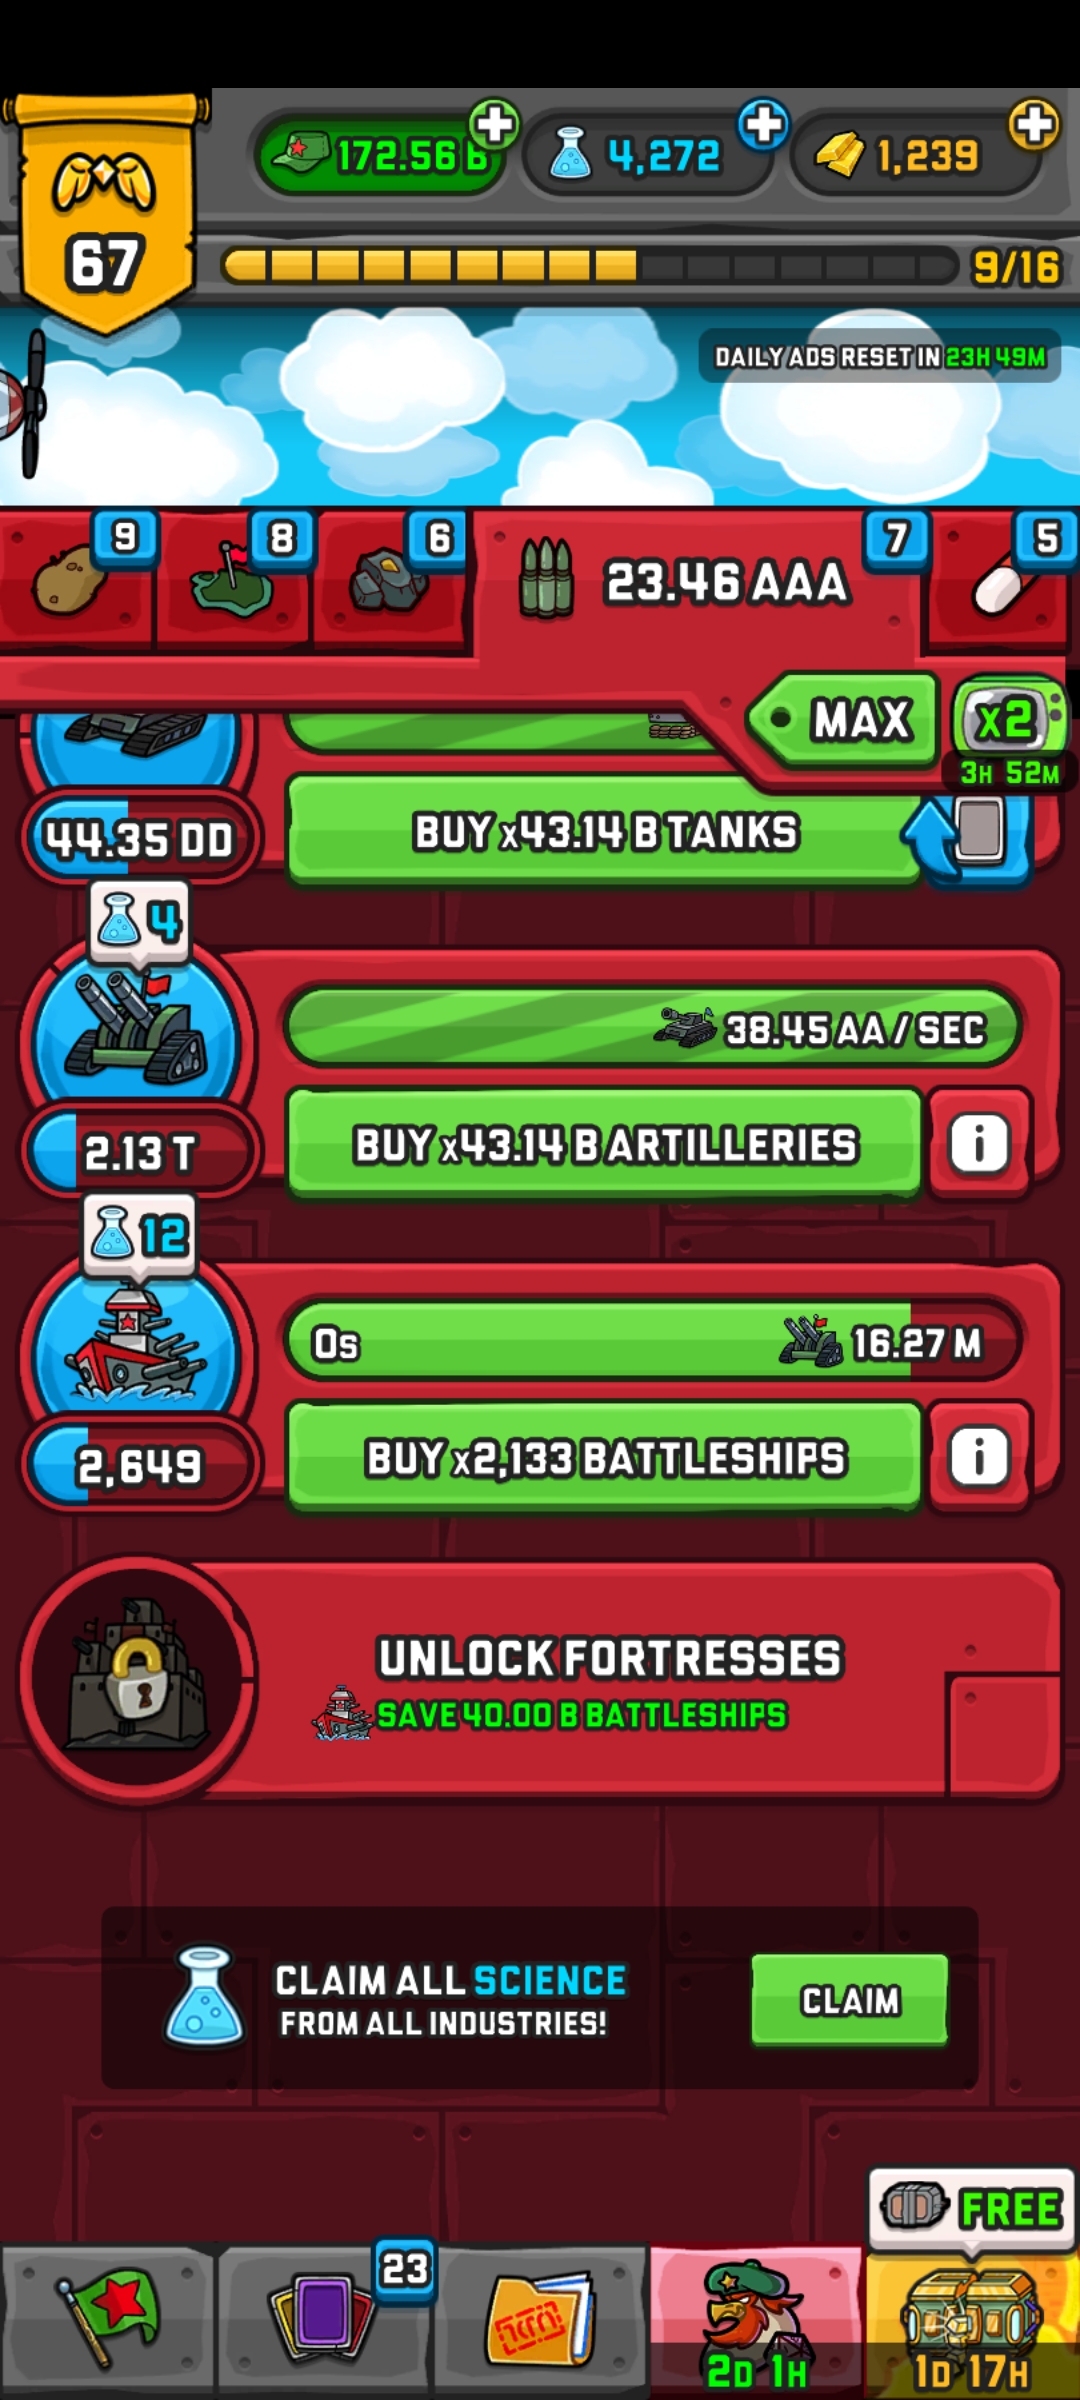 67
172.56 B
4,272
1,239
9/16
DAILY ADS RESET IN 23H 49M
9
8
6
23.46 AAA
7
5
MAX
x2
3H 52M
44.35 DD
BUY x43.14 B TANKS
4
38.45 AA / SEC
2.13 T
BUY x43.14 B ARTILLERIES
i
12
0s
16.27 M
2,649
BUY x2,133 BATTLESHIPS
i
UNLOCK FORTRESSES
SAVE 40.00 B BATTLESHIPS
CLAIM ALL SCIENCE
FROM ALL INDUSTRIES!
CLAIM
FREE
23
2D 1H
1D 17H